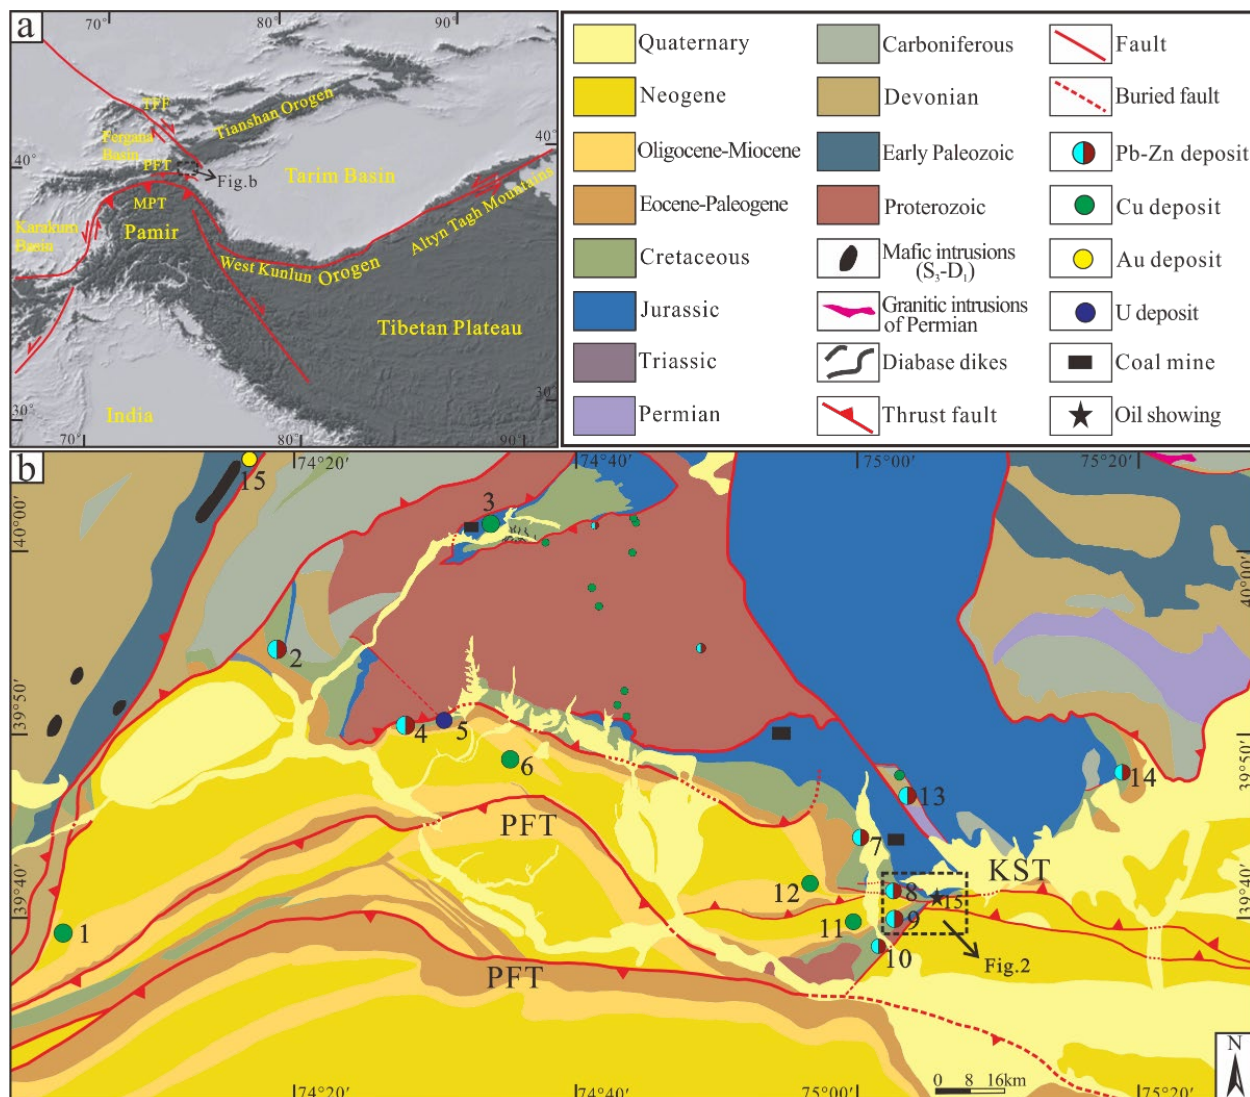 a
70°
80°
90°
TFF
Tianshan Orogen
Fergana
Basin
40°
40°
PFT
Fig.b
Tarim Basin
MPT
Karakum
Basin
Pamir
Altyn Tagh Mountains
West Kunlun Orogen
Tibetan Plateau
India
30°
30°
70°
80°
90°
Quaternary
Neogene
Oligocene-Miocene
Eocene-Paleogene
Cretaceous
Jurassic
Triassic
Permian
Carboniferous
Devonian
Early Paleozoic
Proterozoic
Mafic intrusions
(S₃-D₁)
Granitic intrusions
of Permian
Diabase dikes
Thrust fault
Fault
Buried fault
Pb-Zn deposit
Cu deposit
Au deposit
U deposit
Coal mine
Oil showing
b
74°20′
74°40′
75°00′
75°20′
15
3
40°00′
40°00′
2
39°50′
39°50′
4
5
6
14
13
PFT
7
KST
39°40′
39°40′
12
8
15
1
11
9
10
Fig.2
PFT
N
0 8 16km
74°20′
74°40′
75°00′
75°20′